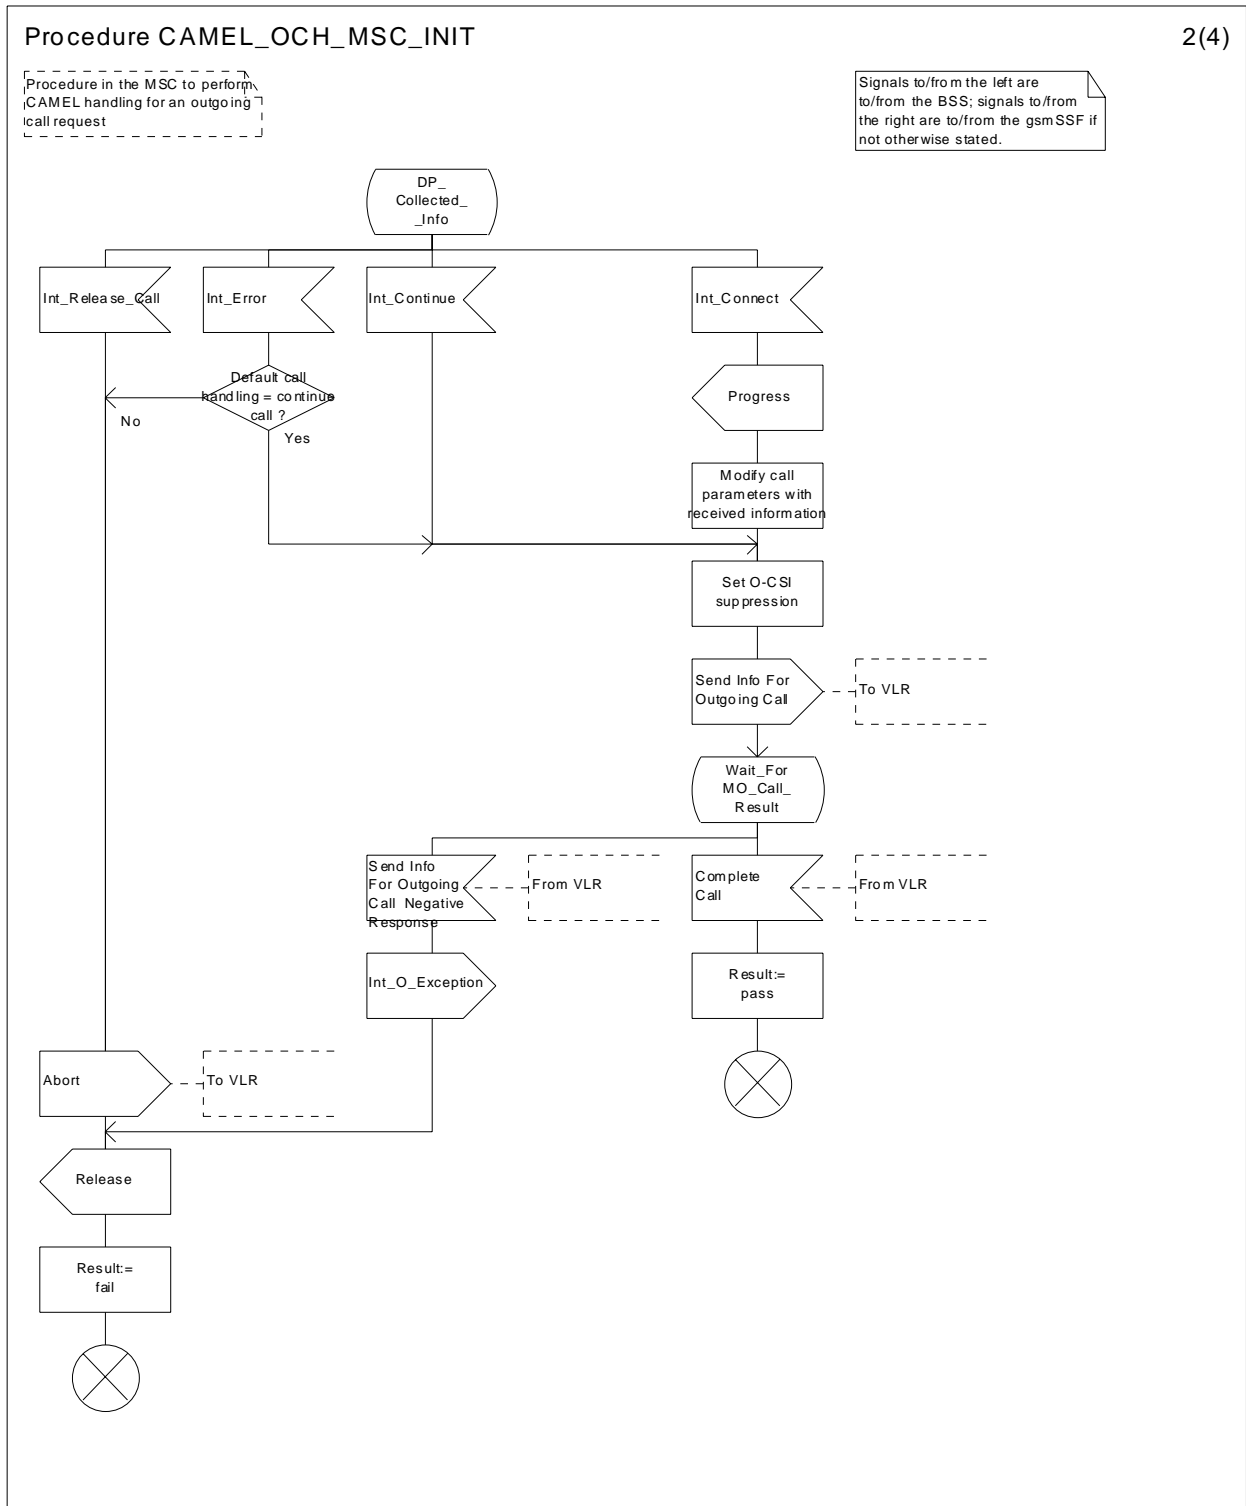 Procedure CAMEL_OCH_MSC_INIT
2(4)
Procedure in the MSC to perform
CAMEL handling for an outgoing
call request
Signals to/from the left are
to/from the BSS; signals to/from
the right are to/from the gsmSSF if
not otherwise stated.
DP_
Collected_
_Info
Int_Release_Call
Int_Error
Int_Continue
Int_Connect
Default call
handling = continue
call ?
No
Yes
Progress
Modify call
parameters with
received information
Set O-CSI
suppression
Send Info For
Outgoing Call
To VLR
Wait_For
MO_Call_
Result
Send Info
For Outgoing
Call Negative
Response
From VLR
Complete
Call
From VLR
Int_O_Exception
Result:=
pass
Abort
To VLR
Release
Result:=
fail